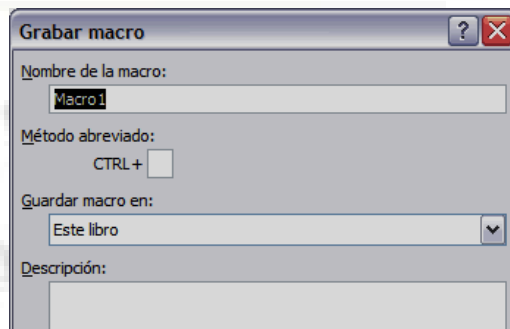 Grabar macro
Nombre de la macro:
Macro1
Método abreviado:
CTRL+
Guardar macro en:
Este libro
Descripción: